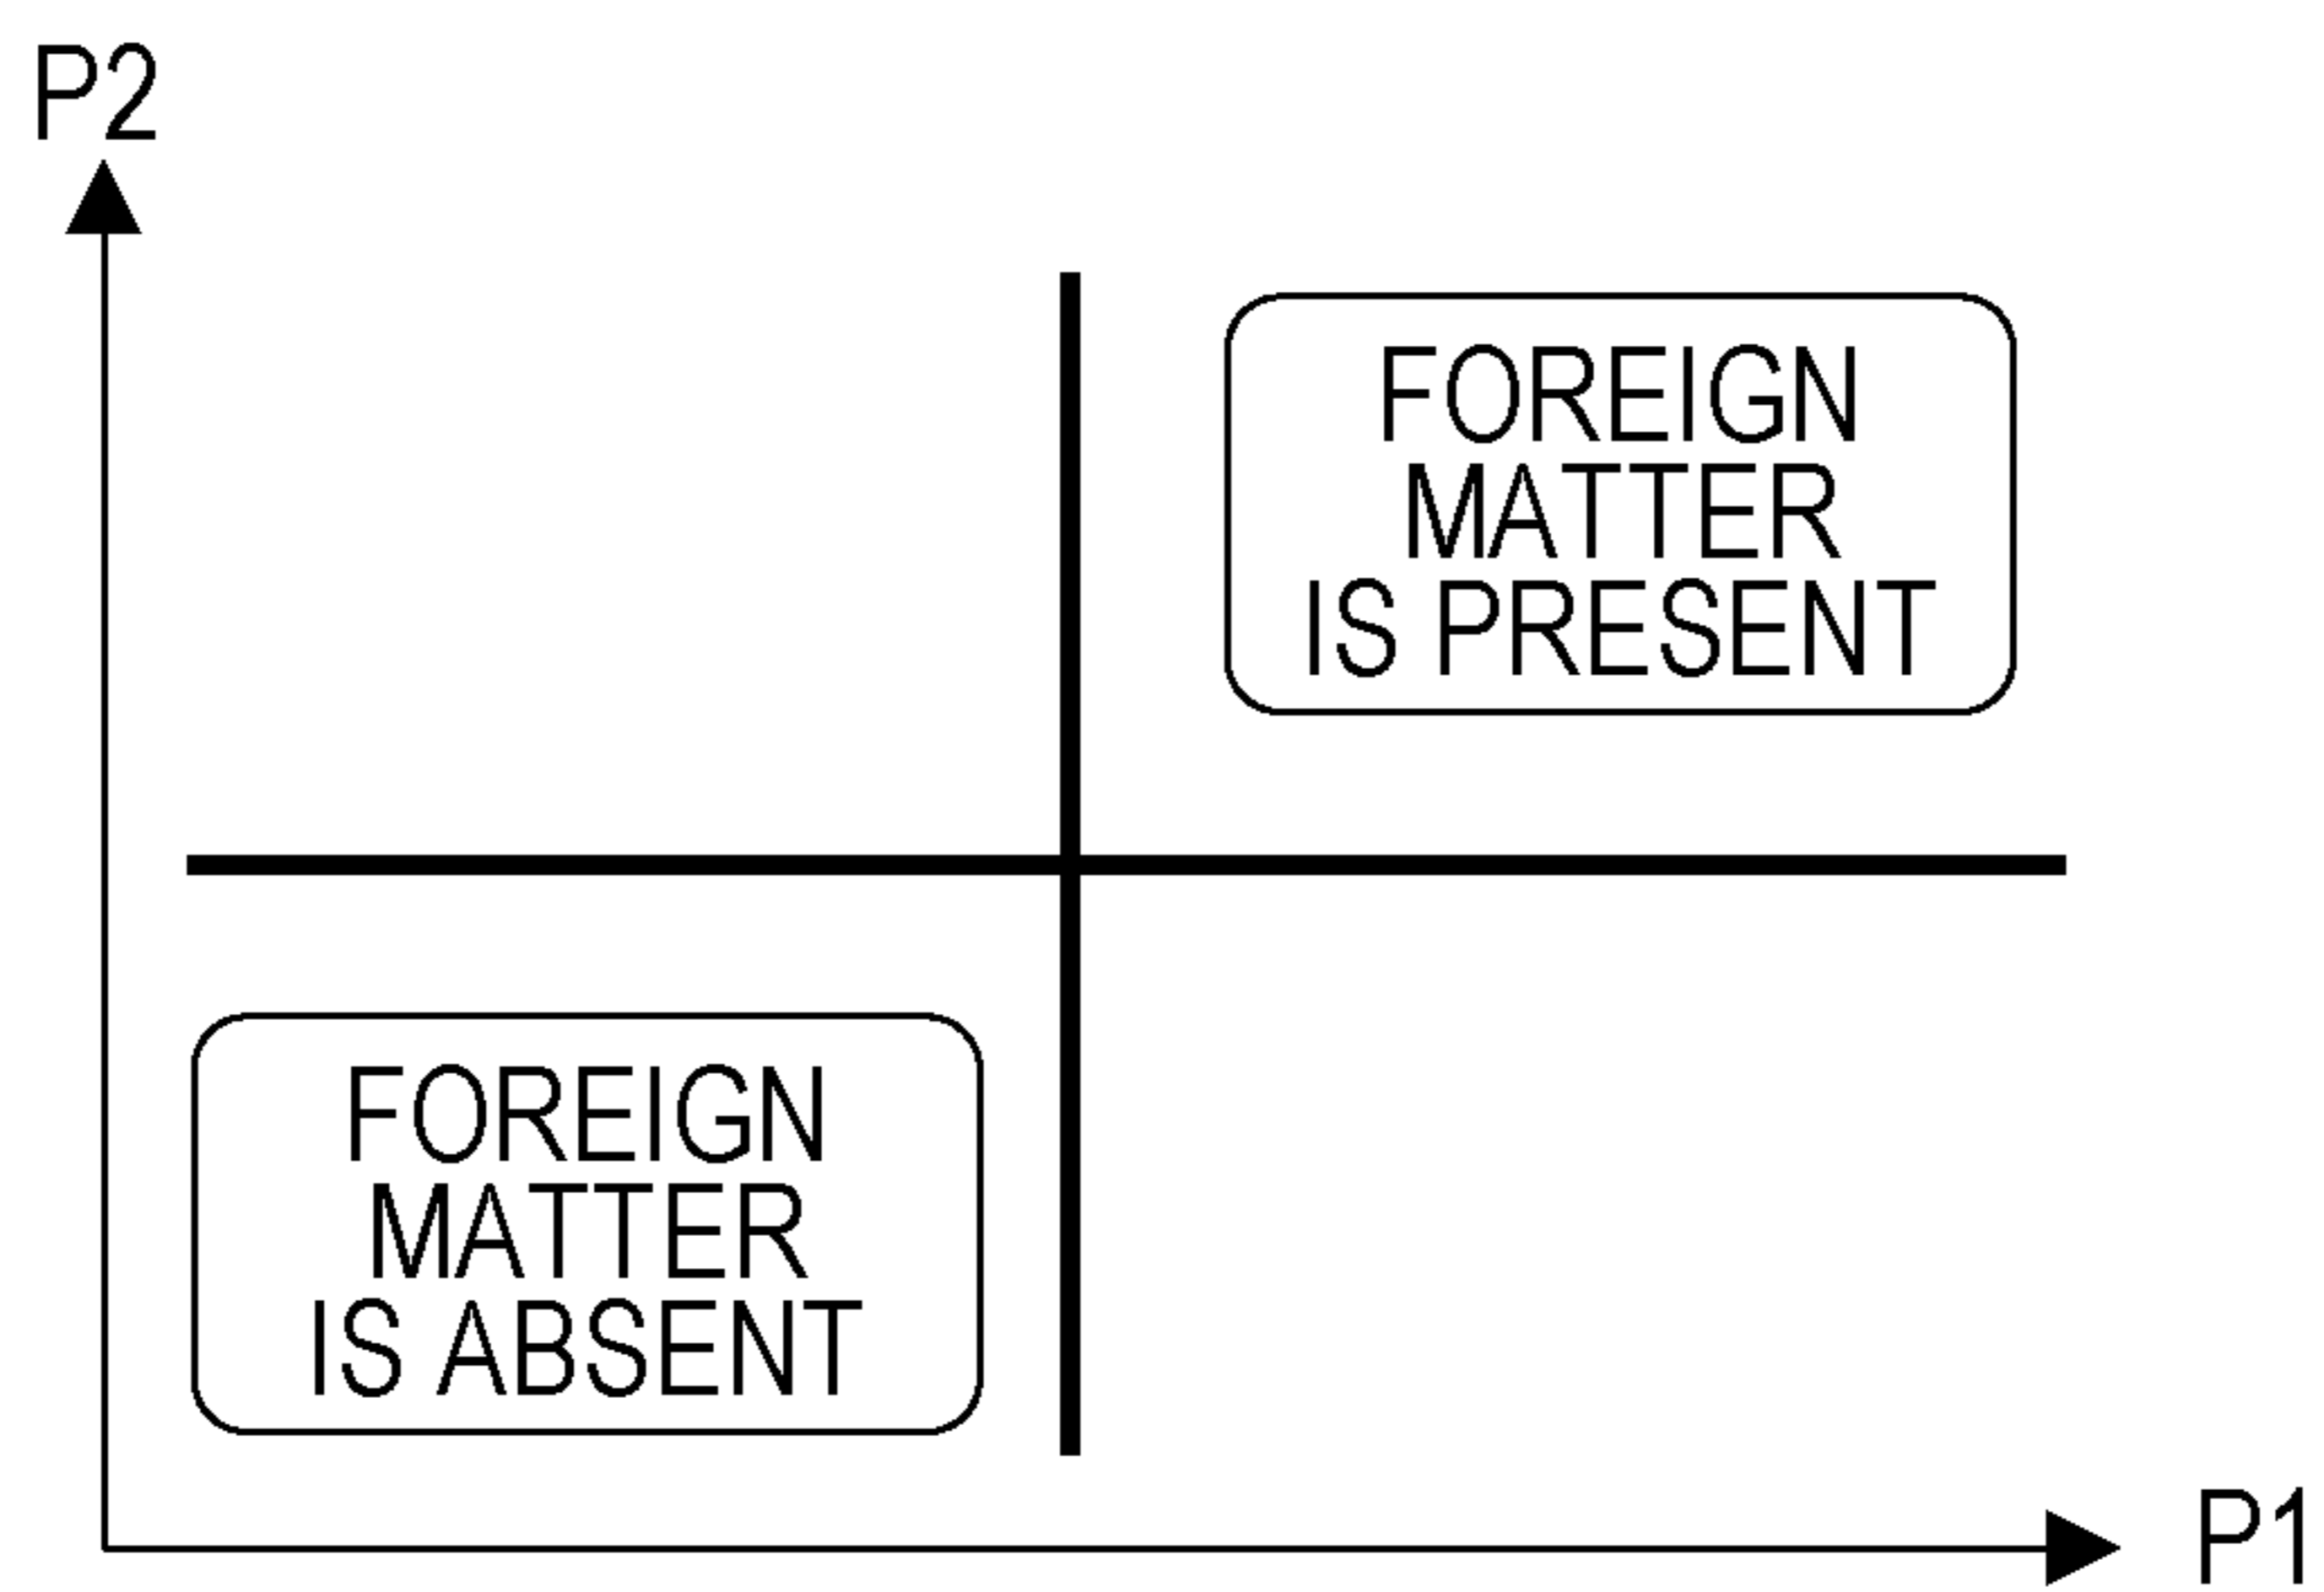 P2
FOREIGN
MATTER
IS PRESENT
FOREIGN
MATTER
IS ABSENT
P1